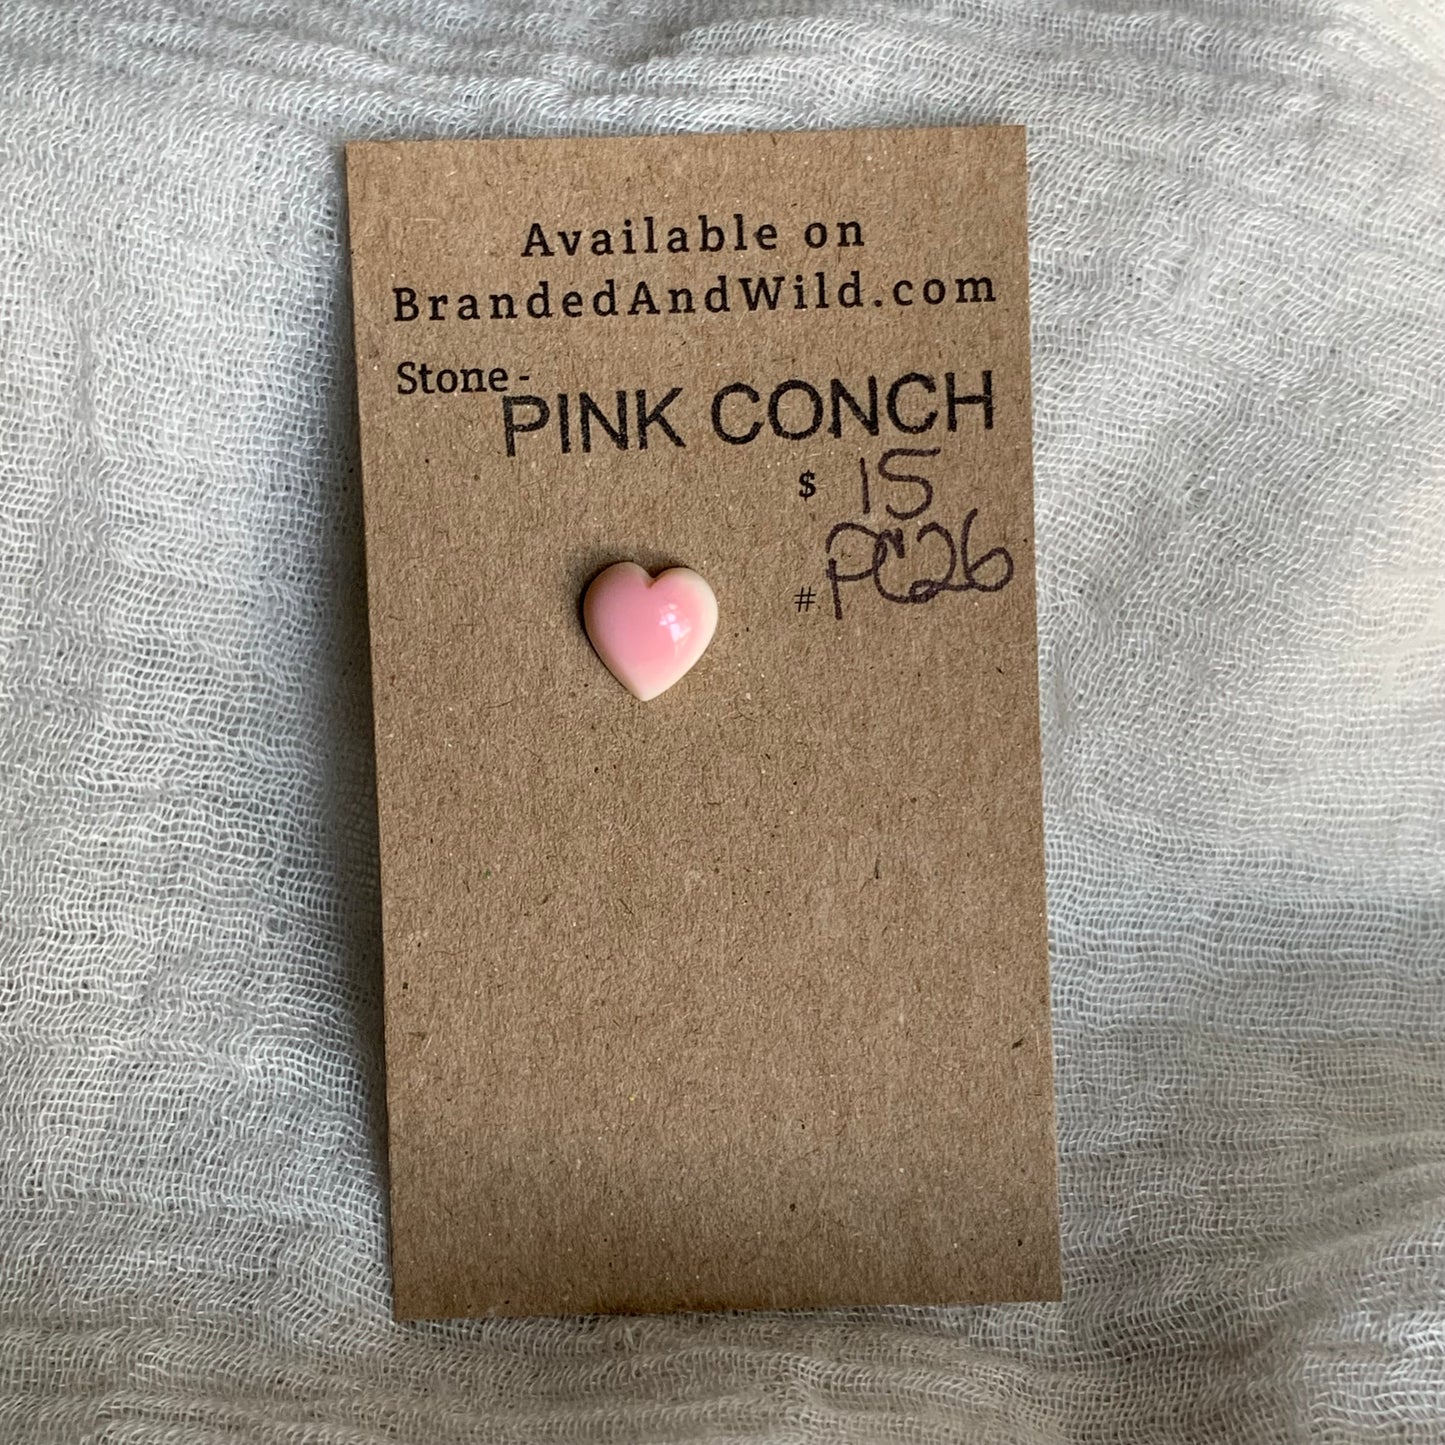 Available on
BrandedAndWild.com
Stone - PINK CONCH
$ 15
# PC26